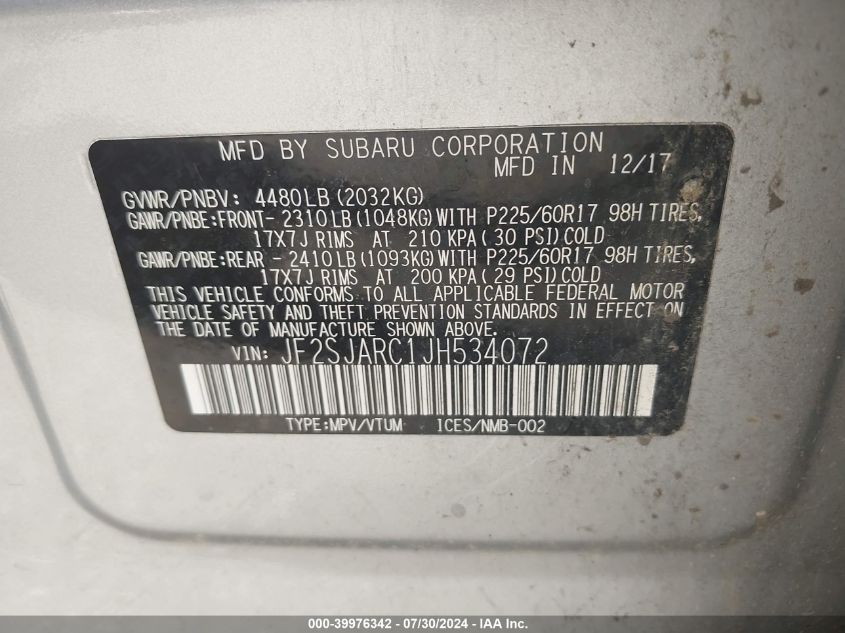 MFD BY SUBARU CORPORATION
MFD IN 12/17
GVWR/PNBV: 4480LB(2032KG)
GAWR/PNBE:FRONT- 2310LB(1048KG)WITH P225/60R17 98H TIRES,
17X7J RIMS AT 210 KPA( 30 PSI)COLD
GAWR/PNBE:REAR - 2410LB(1093KG)WITH P225/60R17 98H TIRES,
17X7J RIMS AT 200 KPA( 29 PSI)COLD
THIS VEHICLE CONFORMS TO ALL APPLICABLE FEDERAL MOTOR
VEHICLE SAFETY AND THEFT PREVENTION STANDARDS IN EFFECT ON
THE DATE OF MANUFACTURE SHOWN ABOVE.
VIN: JF2SJARC1JH534072
TYPE:MPV/VTUM ICES/NMB-002
000-39976342 - 07/30/2024 - IAAI.COM